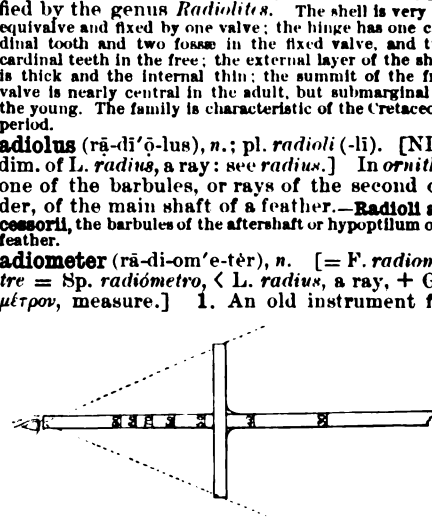 fied by the genus Radiolites. The shell is very
equivalve and fixed by one valve; the hinge has one c
dinal tooth and two fossæ in the fixed valve, and t
cardinal teeth in the free; the external layer of the sh
is thick and the internal thin; the summit of the fr
valve is nearly central in the adult, but submarginal
the young. The family is characteristic of the Cretaceo
period.
adiolus (rā-dī′ọ̄-lus), n.; pl. radioli (-lī). [NL
dim. of L. radius, a ray: see radius.] In ornith
one of the barbules, or rays of the second o
der, of the main shaft of a feather.—Radioli a
cessorii, the barbules of the aftershaft or hypoptilum o
feather.
adiometer (rā-di-om′e-tėr), n. [= F. radiom
tre = Sp. radiómetro, < L. radius, a ray, + G
μέτρον, measure.] 1. An old instrument f